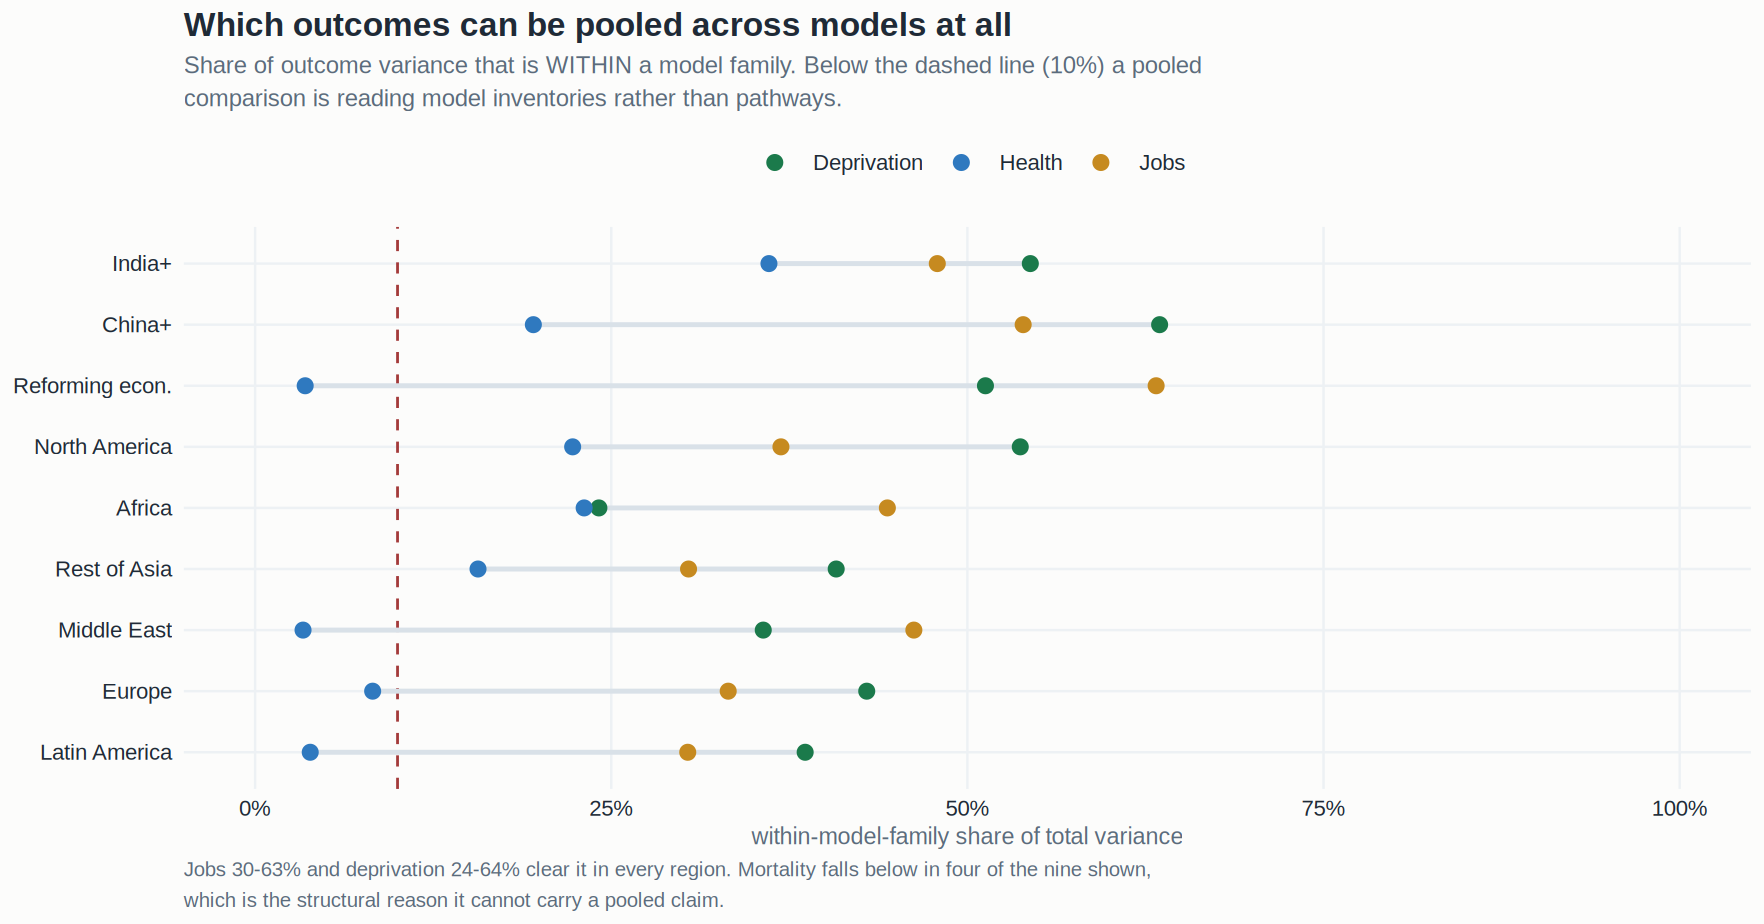 Which outcomes can be pooled across models at all
Share of outcome variance that is WITHIN a model family. Below the dashed line (10%) a pooled
comparison is reading model inventories rather than pathways.
Deprivation Health Jobs
India+
China+
Reforming econ.
North America
Africa
Rest of Asia
Middle East
Europe
Latin America
0% 25% 50% 75% 100%
within-model-family share of total variance
Jobs 30-63% and deprivation 24-64% clear it in every region. Mortality falls below in four of the nine shown,
which is the structural reason it cannot carry a pooled claim.